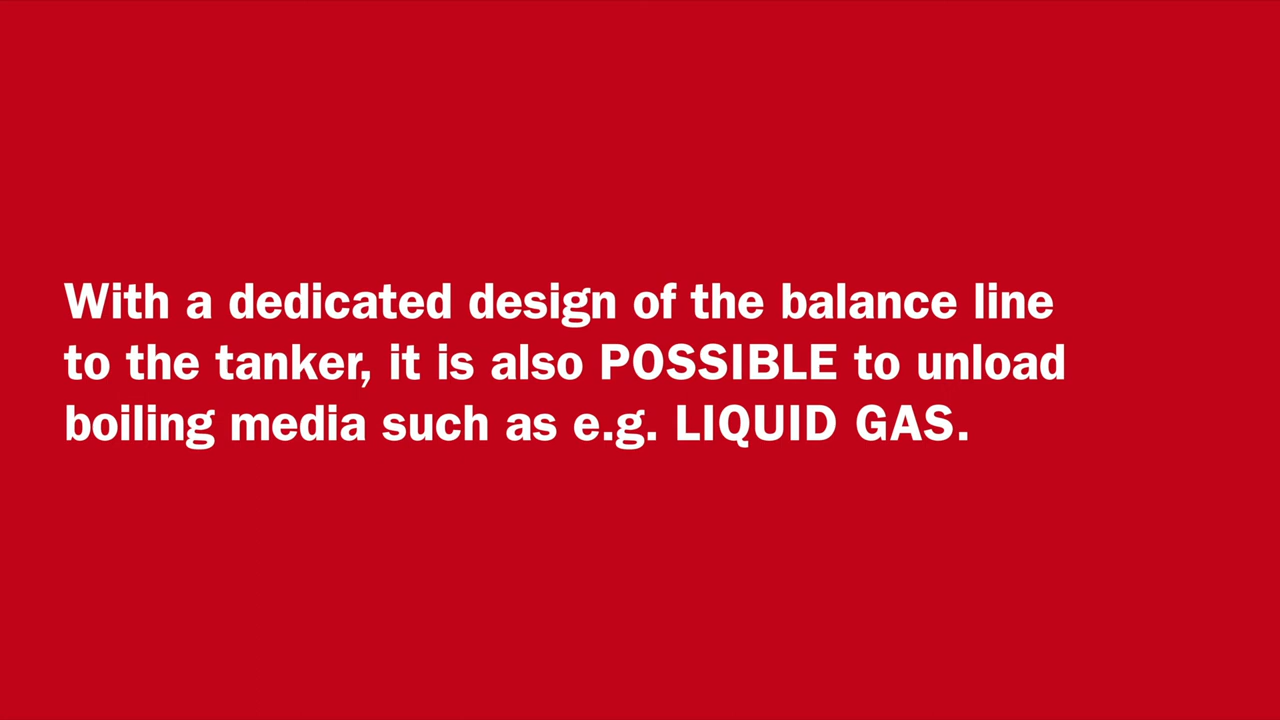 With a dedicated design of the balance line
to the tanker, it is also POSSIBLE to unload
boiling media such as e.g. LIQUID GAS.